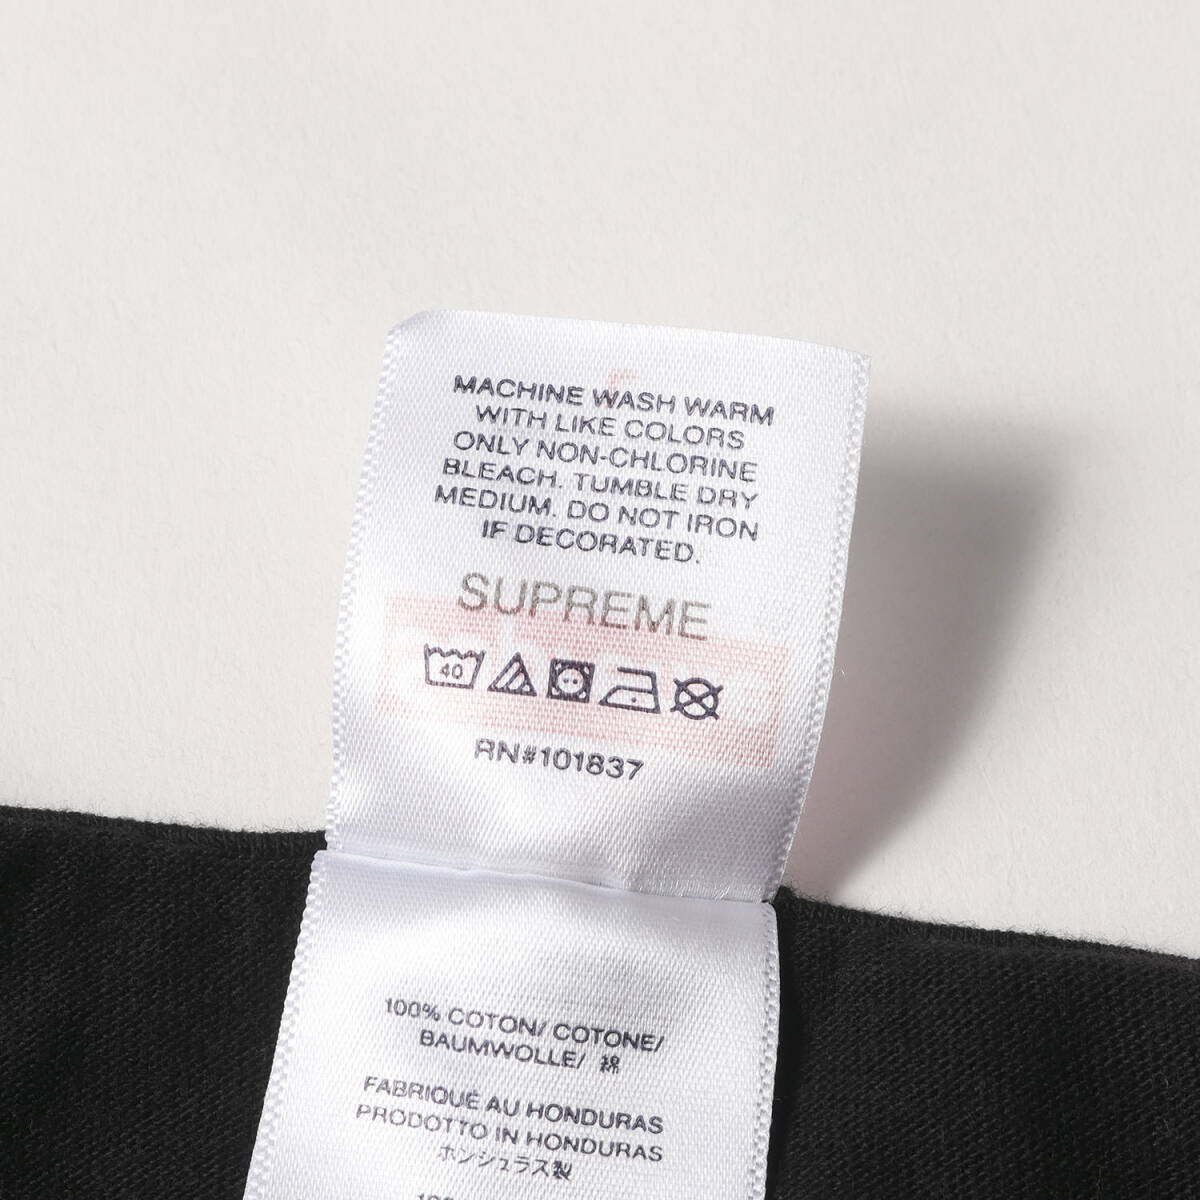 MACHINE WASH WARM
WITH LIKE COLORS
ONLY NON-CHLORINE
BLEACH. TUMBLE DRY
MEDIUM. DO NOT IRON
IF DECORATED.
SUPREME
40
RN#101837
100% COTON/ COTONE/
BAUMWOLLE/ 綿
FABRIQUÉ AU HONDURAS
PRODOTTO IN HONDURAS
ホンジュラス製